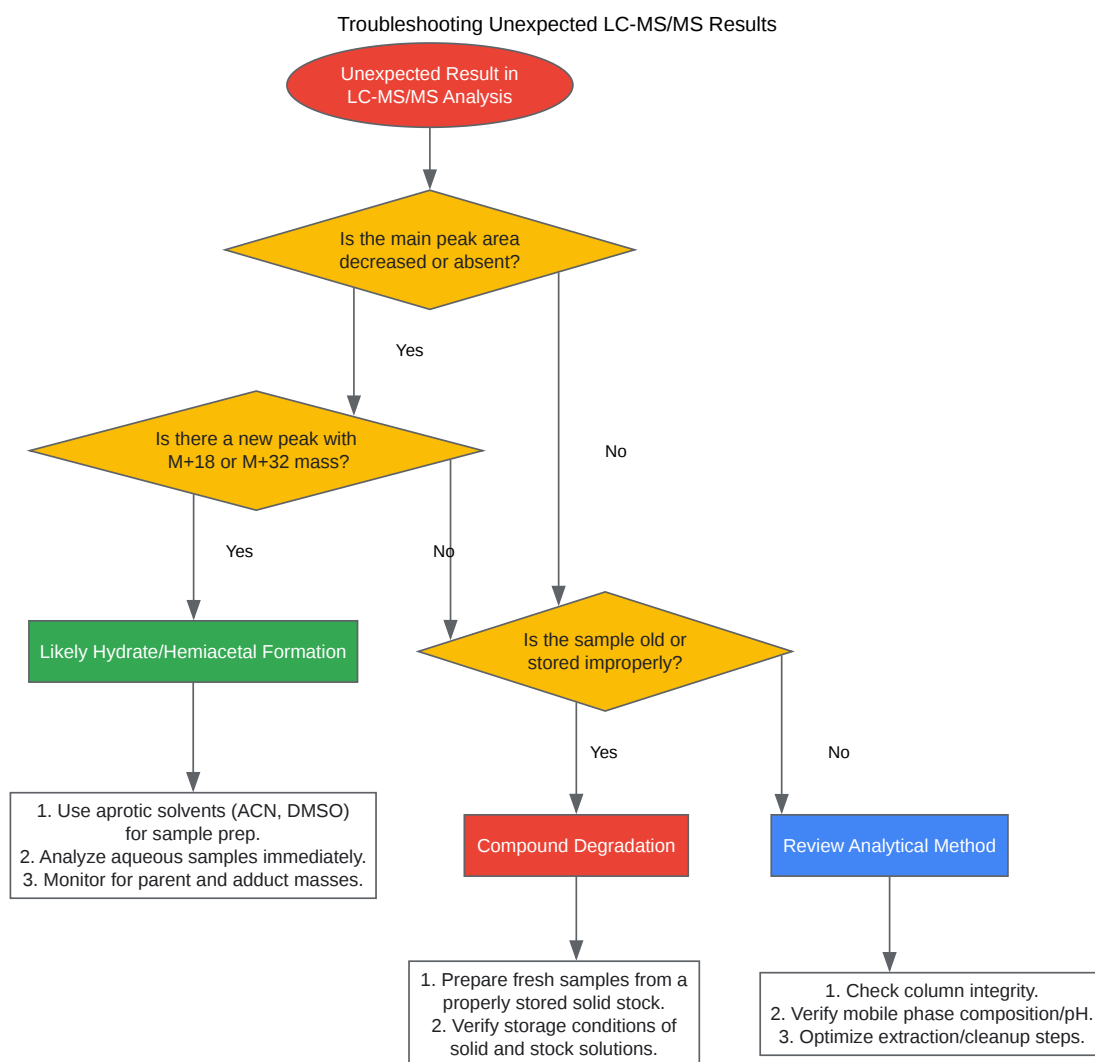 Troubleshooting Unexpected LC-MS/MS Results
Unexpected Result in
LC-MS/MS Analysis
Is the main peak area
decreased or absent?
Yes
No
Is there a new peak with
M+18 or M+32 mass?
Yes
No
Likely Hydrate/Hemiacetal Formation
Is the sample old or
stored improperly?
Yes
No
1. Use aprotic solvents (ACN, DMSO)
for sample prep.
2. Analyze aqueous samples immediately.
3. Monitor for parent and adduct masses.
Compound Degradation
Review Analytical Method
1. Prepare fresh samples from a
properly stored solid stock.
2. Verify storage conditions of
solid and stock solutions.
1. Check column integrity.
2. Verify mobile phase composition/pH.
3. Optimize extraction/cleanup steps.